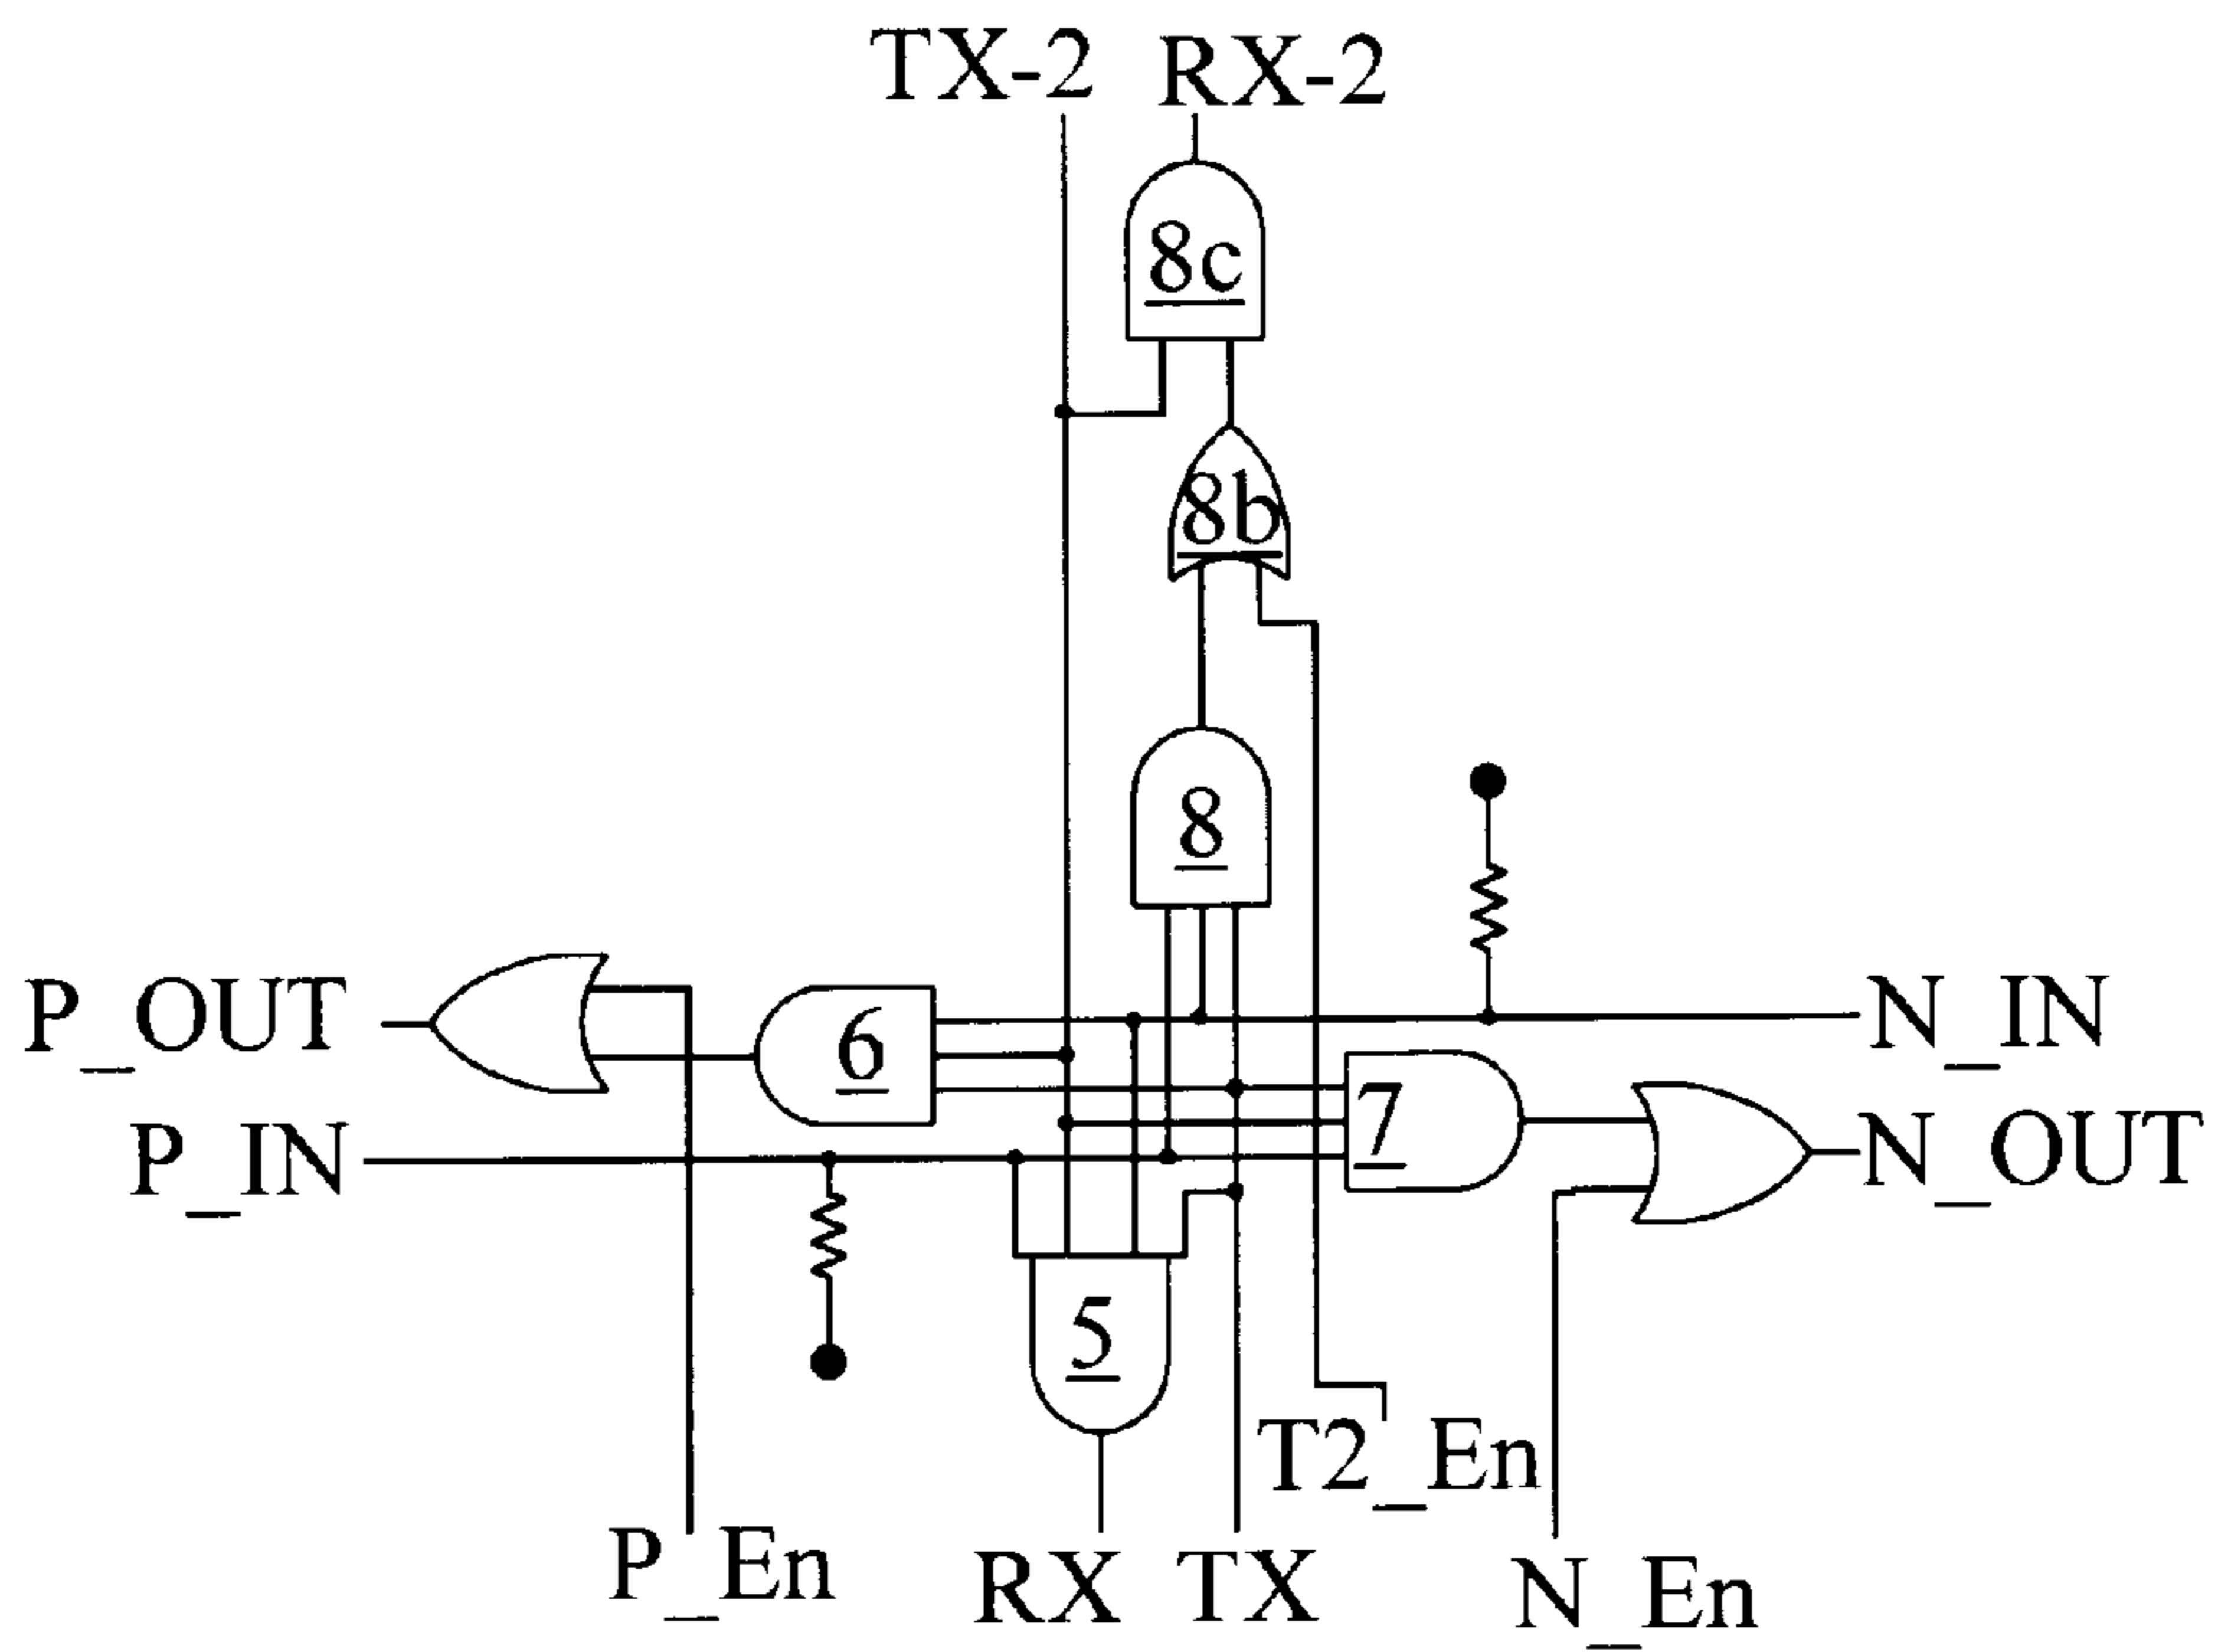 TX-2 RX-2
8c
8b
8
P_OUT 6 N_IN
7
P_IN N_OUT
5
T2_En
P_En RX TX N_En